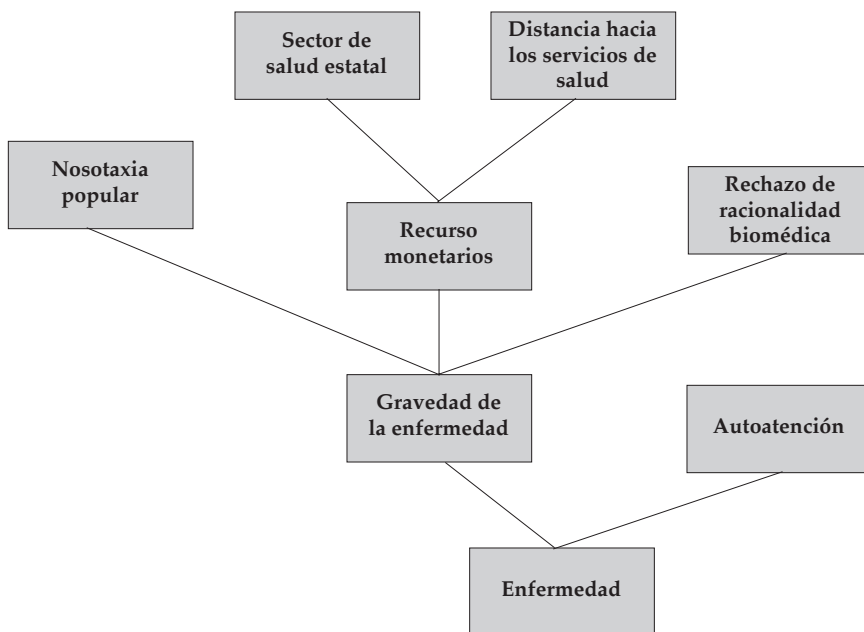 Sector de
salud estatal
Distancia hacia
los servicios de
salud
Nosotaxia
popular
Recurso
monetarios
Rechazo de
racionalidad
biomédica
Gravedad de
la enfermedad
Autoatención
Enfermedad